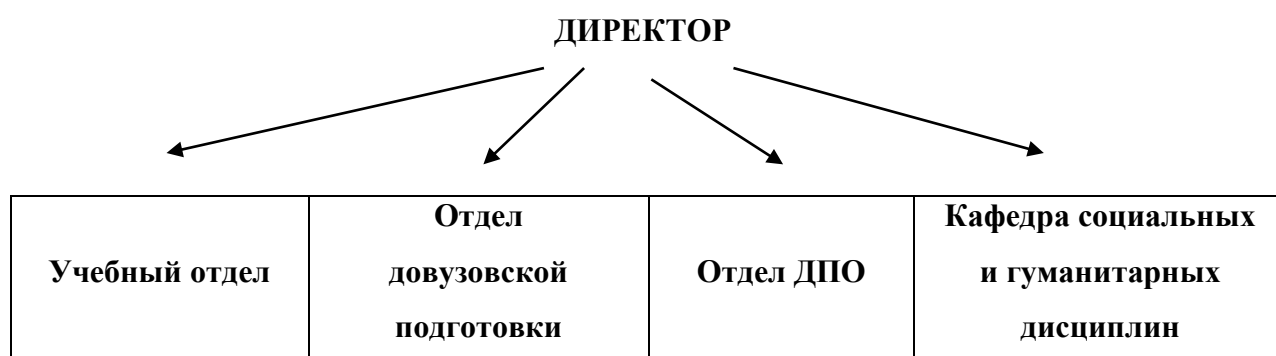 ДИРЕКТОР
Учебный отдел
Отдел
довузовской
подготовки
Отдел ДПО
Кафедра социальных
и гуманитарных
дисциплин